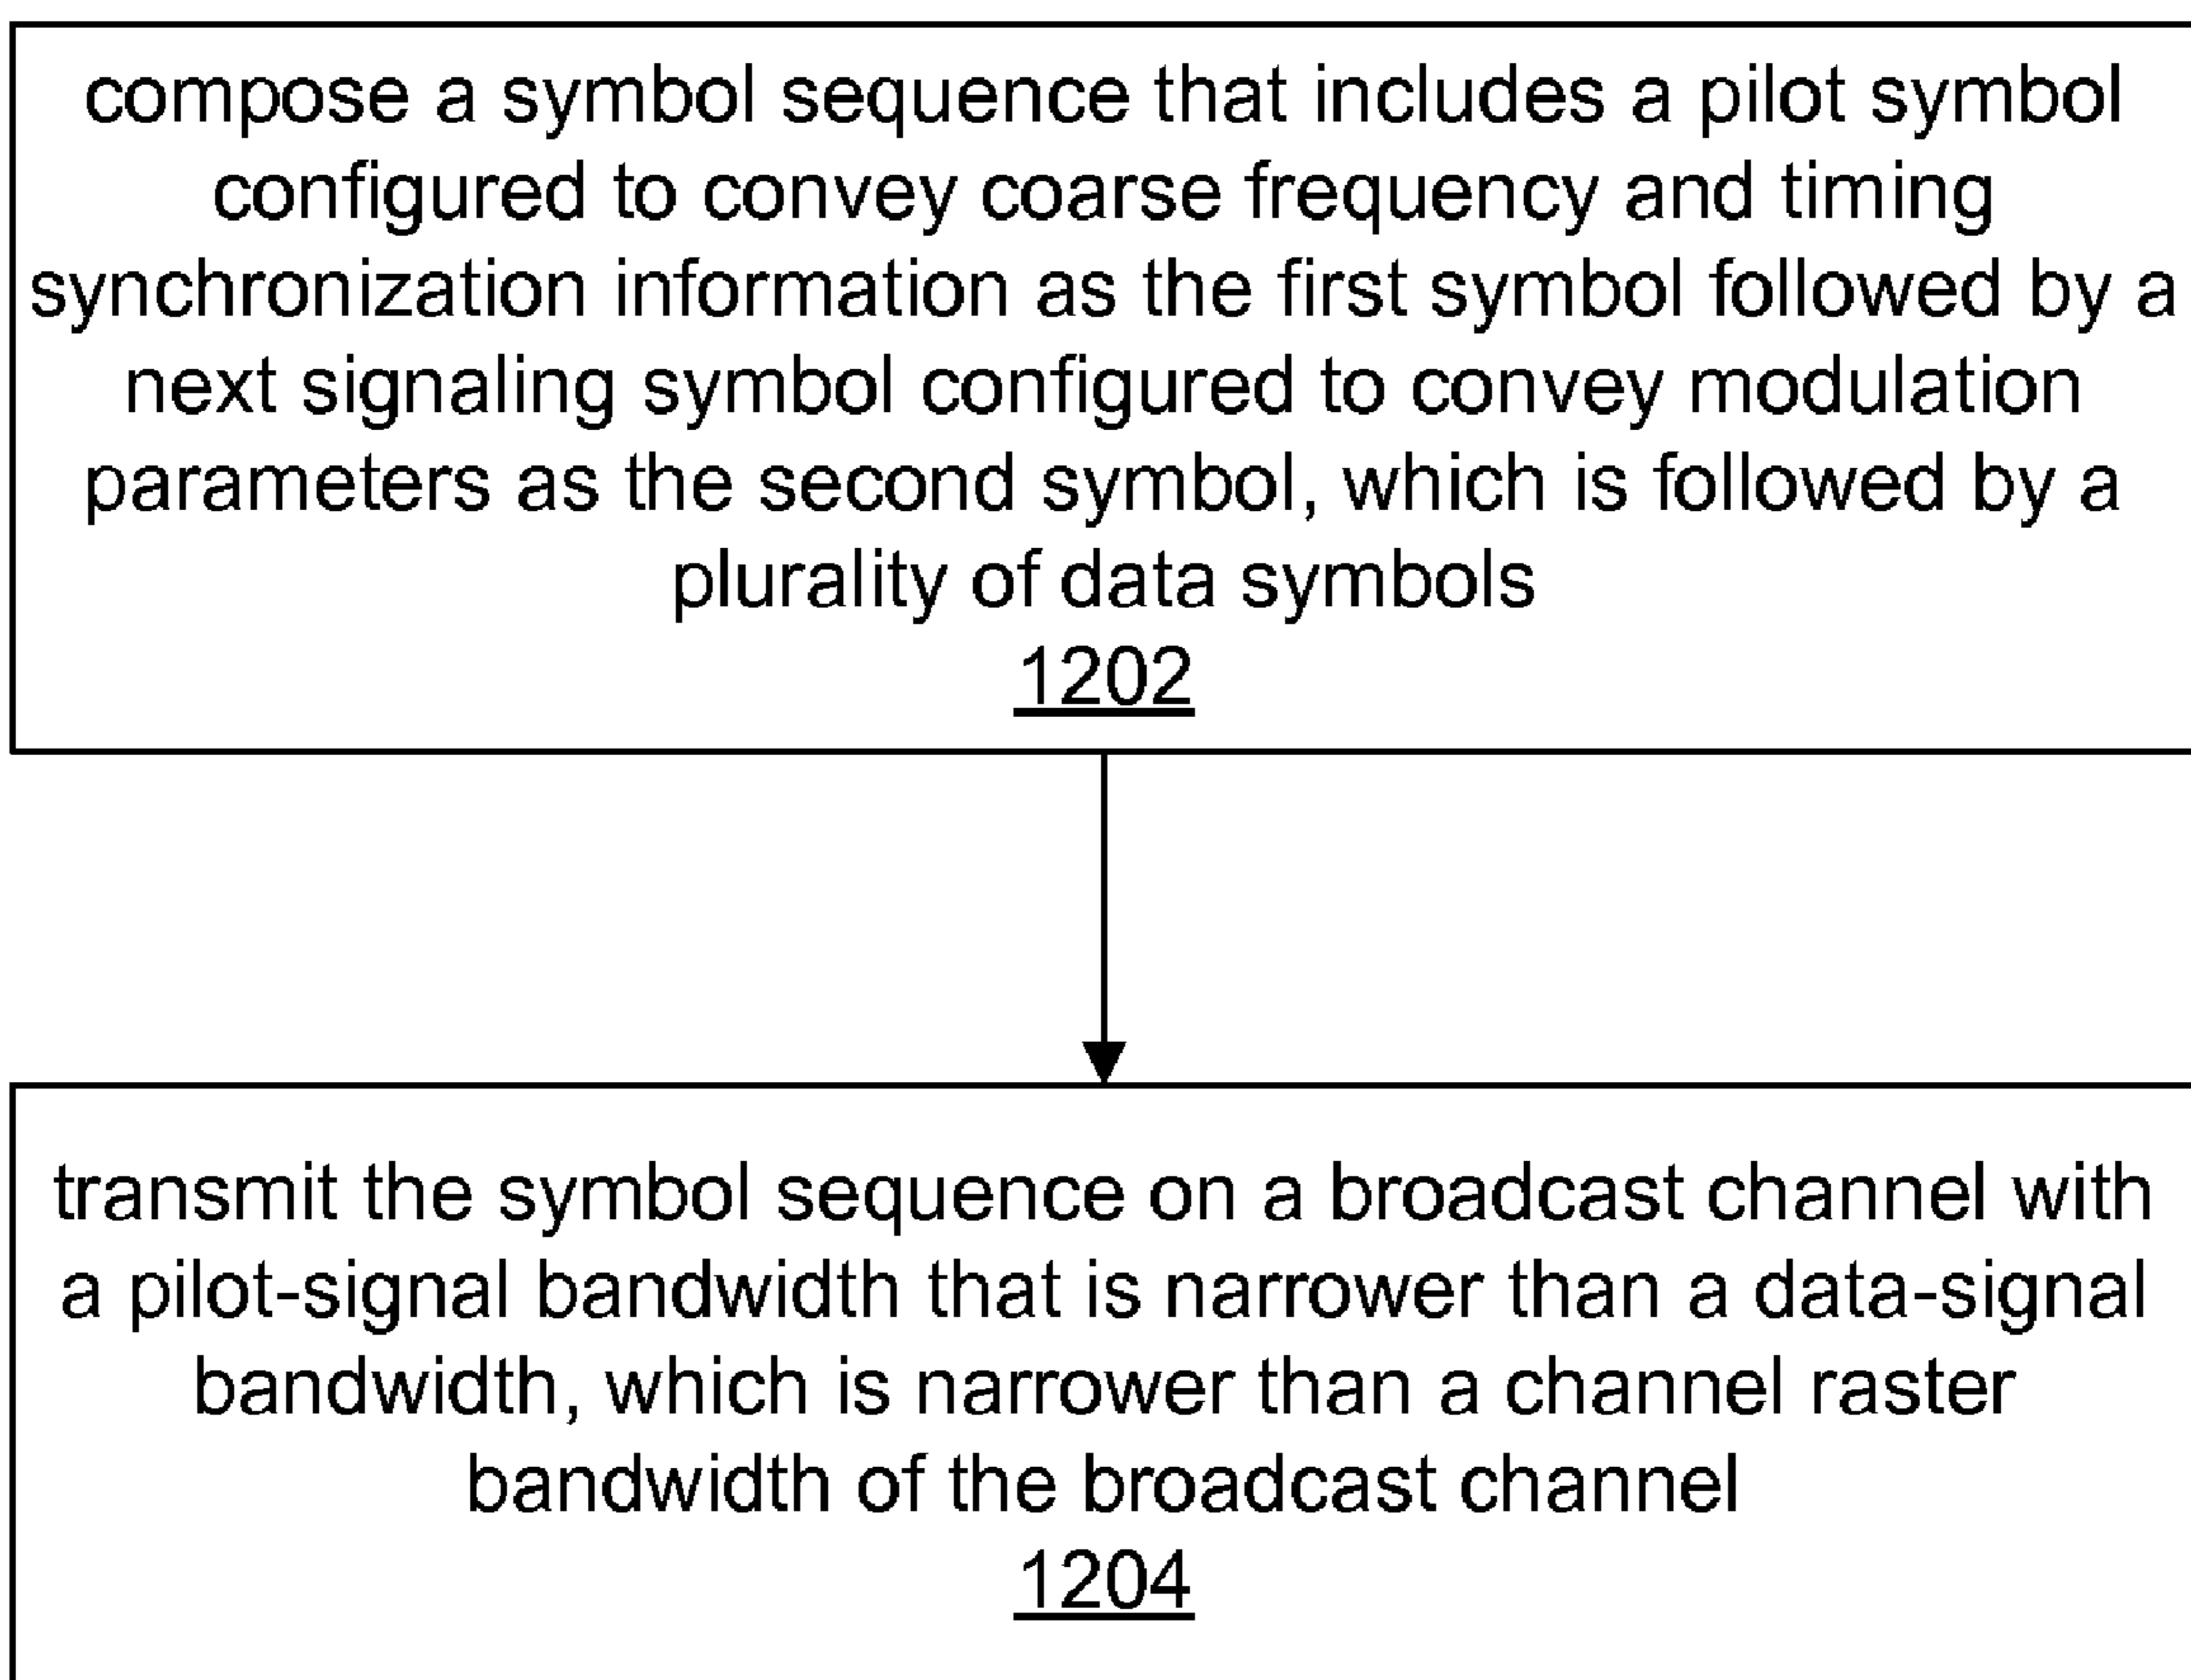 compose a symbol sequence that includes a pilot symbol
configured to convey coarse frequency and timing
synchronization information as the first symbol followed by a
next signaling symbol configured to convey modulation
parameters as the second symbol, which is followed by a
plurality of data symbols
1202
transmit the symbol sequence on a broadcast channel with
a pilot-signal bandwidth that is narrower than a data-signal
bandwidth, which is narrower than a channel raster
bandwidth of the broadcast channel
1204